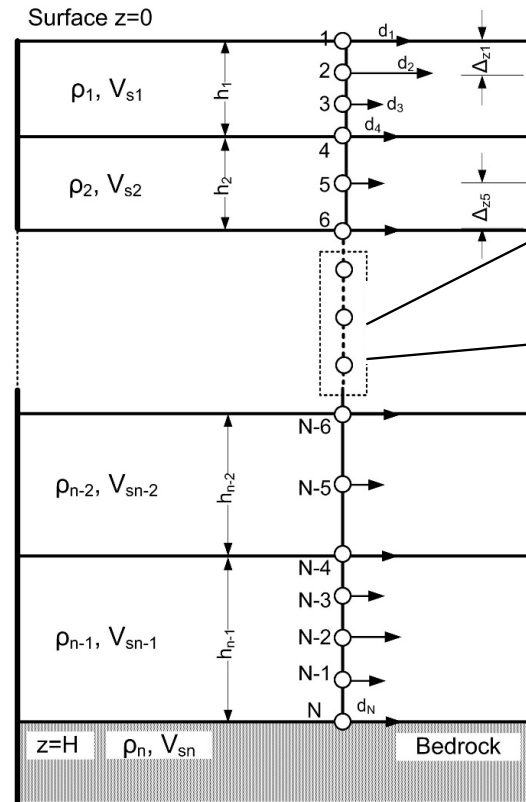 Surface z=0
1 d₁
Δz1
2 d₂
ρ₁, Vs1
h₁
3 d₃
d₄
4
ρ₂, Vs2
h₂
5
Δz5
6
N-6
ρn-2, Vsn-2
hn-2
N-5
N-4
N-3
ρn-1, Vsn-1
hn-1
N-2
N-1
N dN
z=H ρn, Vsn Bedrock